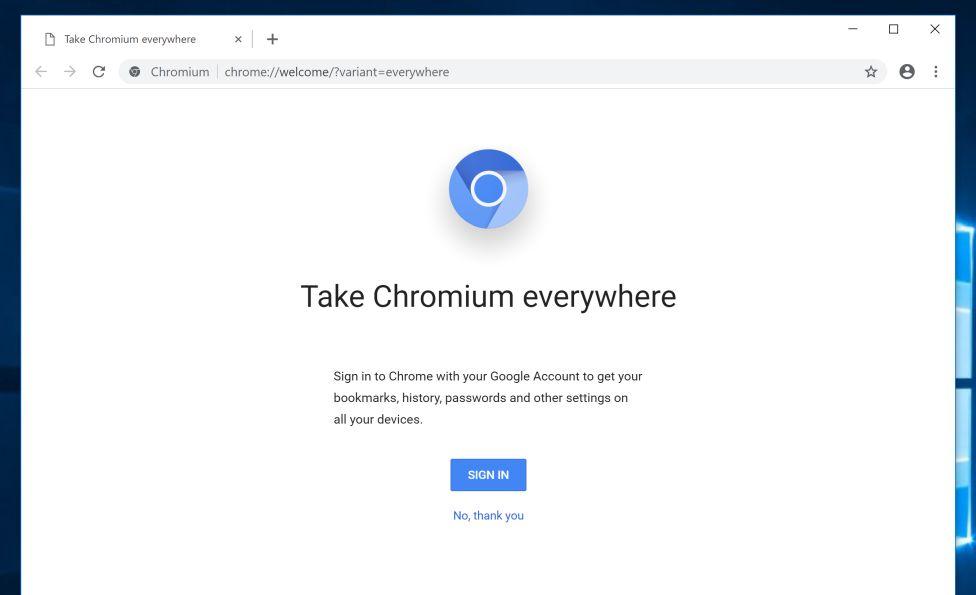 Take Chromium everywhere
Chromium chrome://welcome/?variant=everywhere
Take Chromium everywhere
Sign in to Chrome with your Google Account to get your
bookmarks, history, passwords and other settings on
all your devices.
SIGN IN
No, thank you